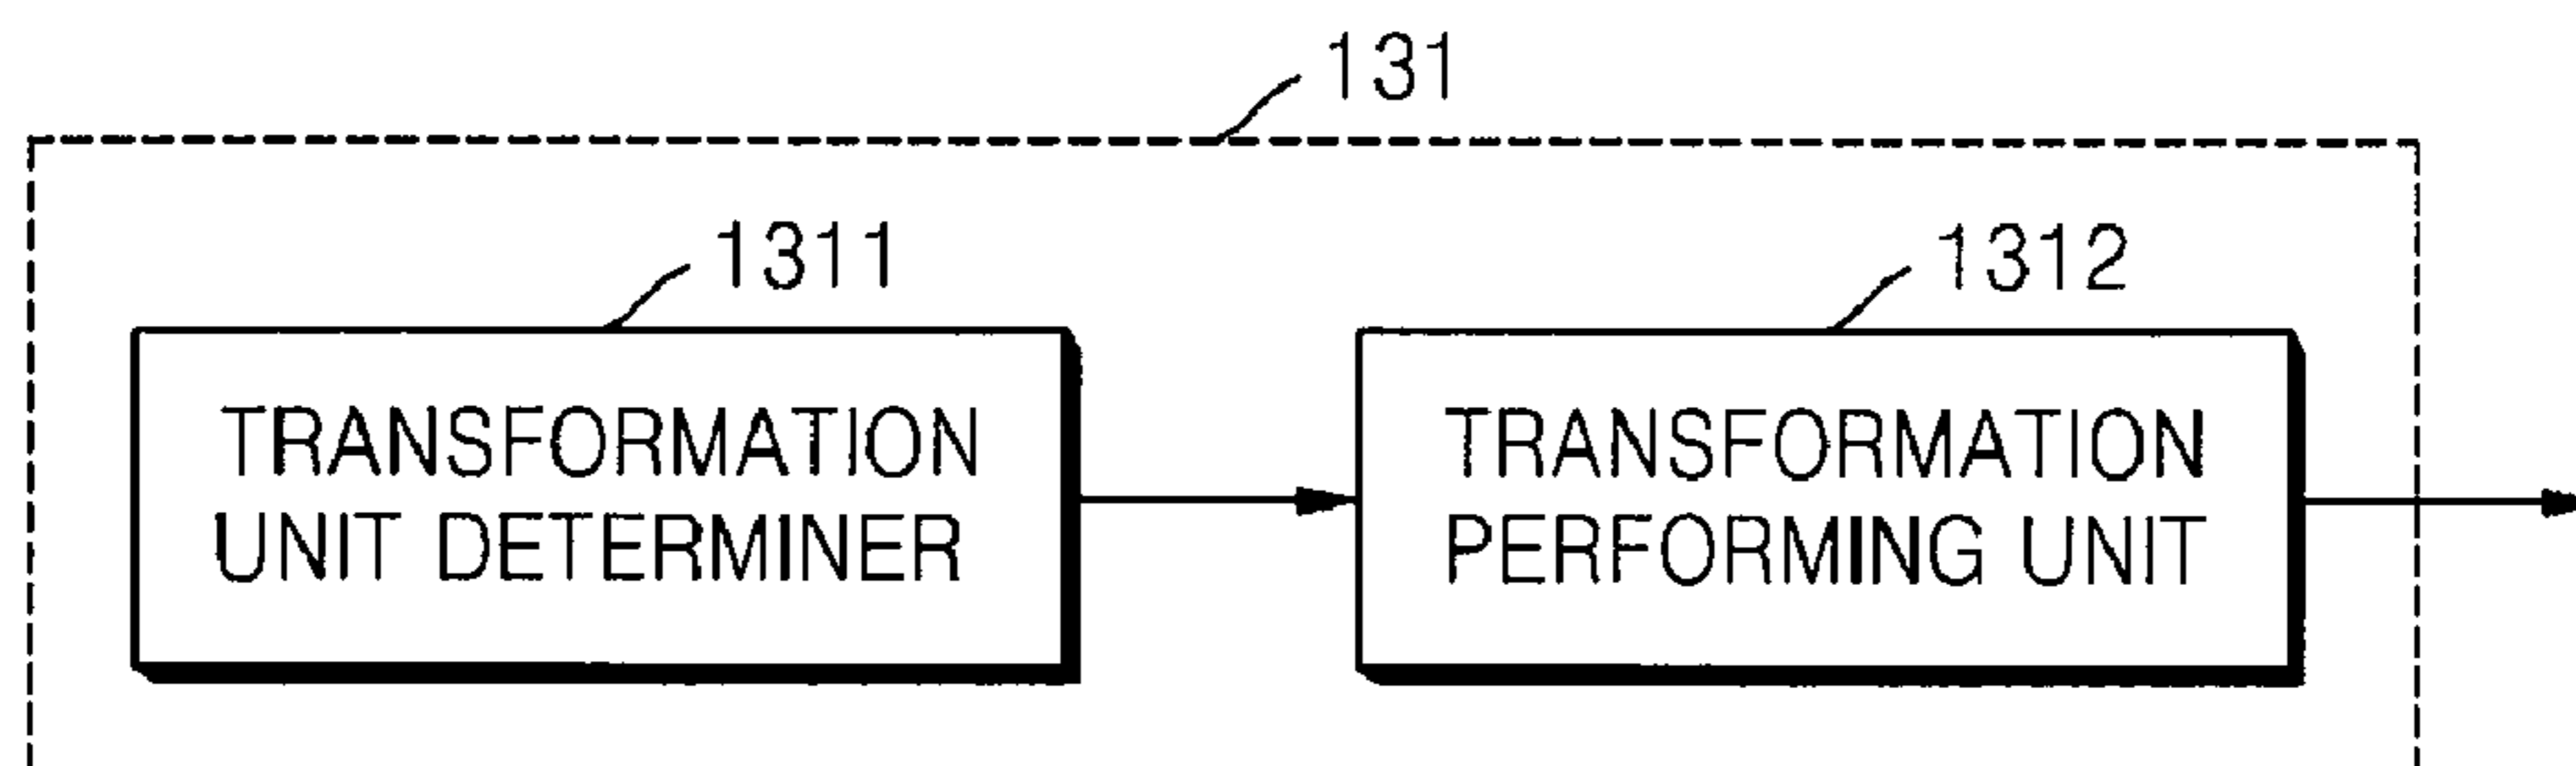 131
1311
1312
TRANSFORMATION
UNIT DETERMINER
TRANSFORMATION
PERFORMING UNIT